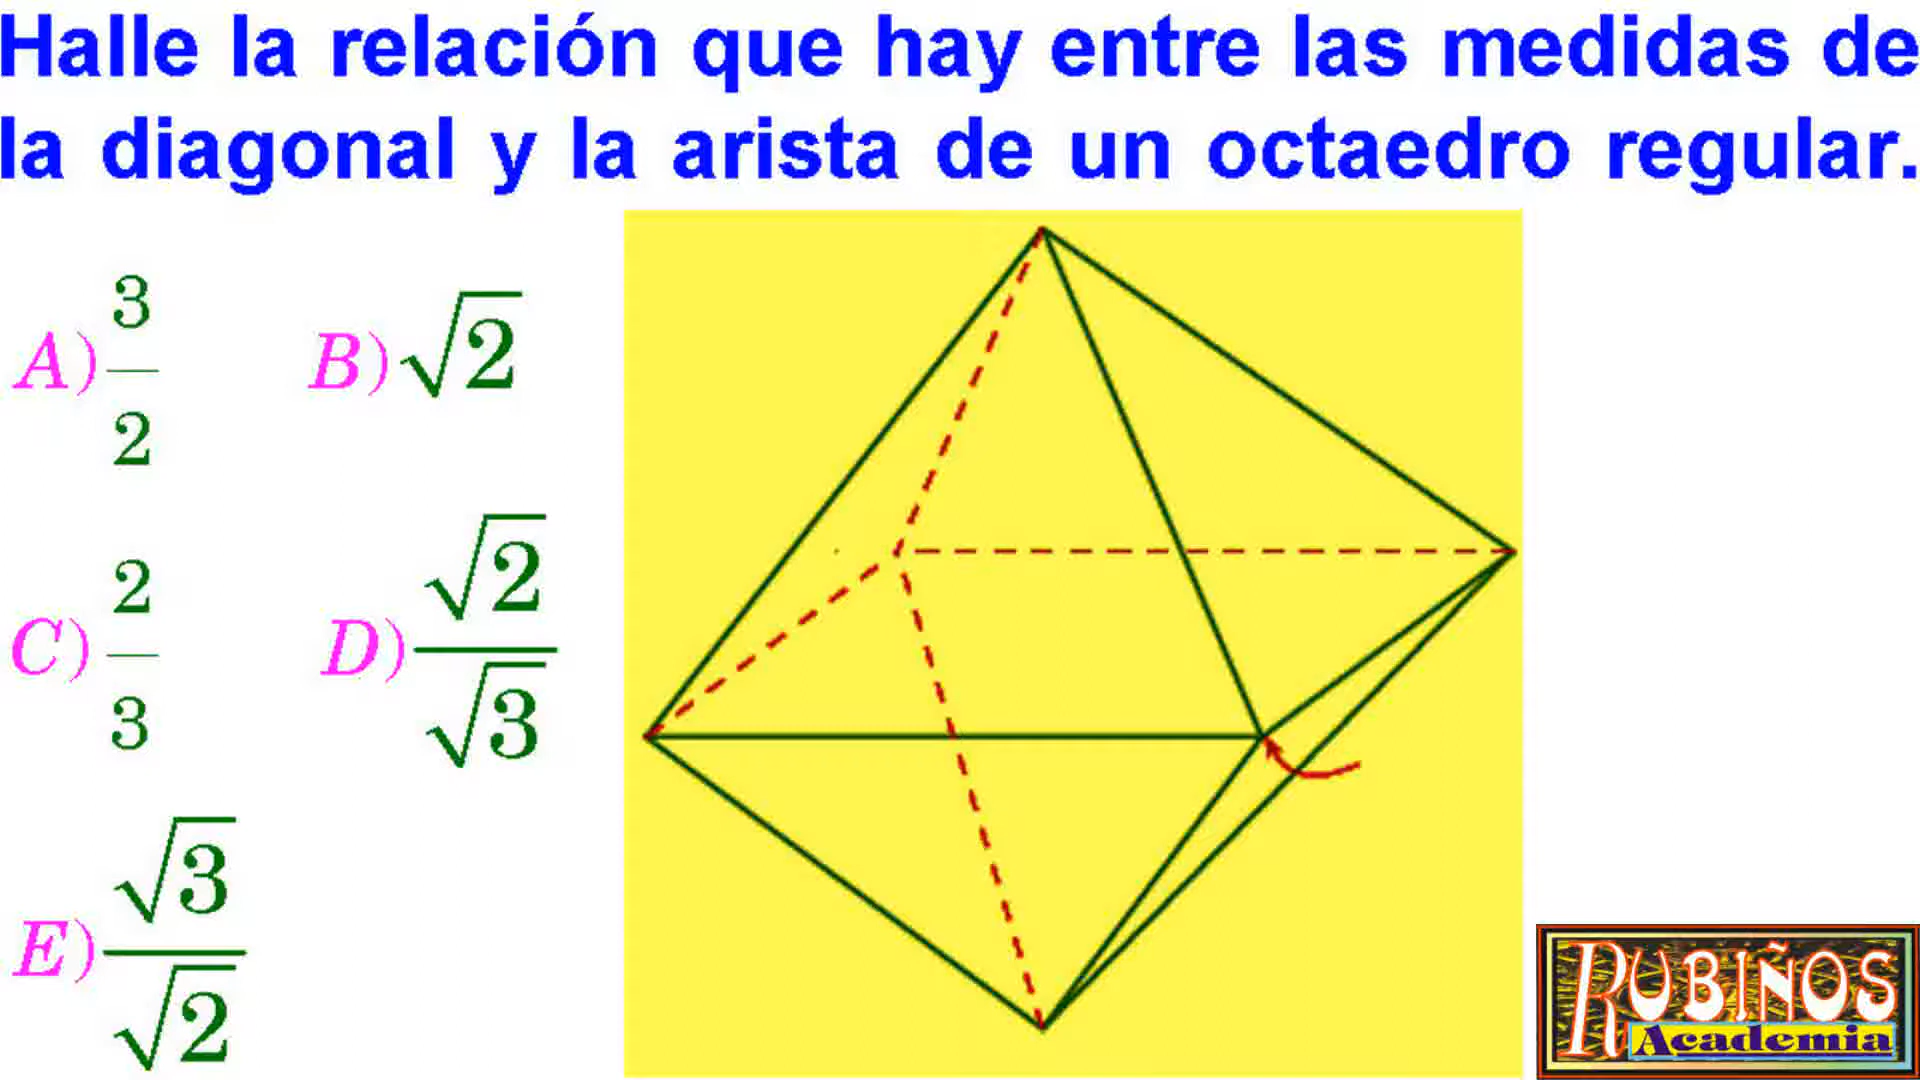 Halle la relación que hay entre las medidas de
la diagonal y la arista de un octaedro regular.
A) 3/2 B) √2
C) 2/3 D) √2/√3
E) √3/√2
RUBIÑOS
Academia